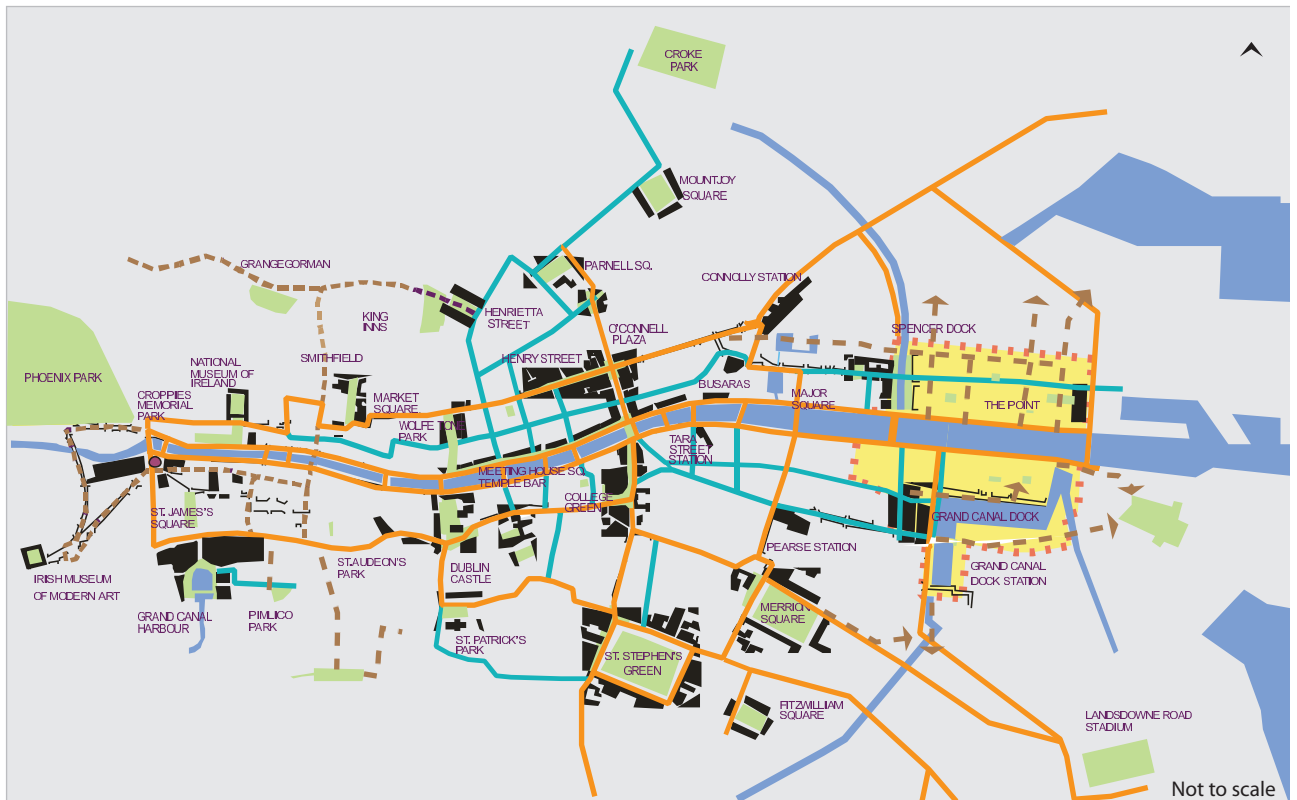 CROKE
PARK
MOUNTJOY
SQUARE
GRANGEGORMAN
PARNELL SQ.
CONNOLLY STATION
KING
INNS
HENRIETTA
STREET
O'CONNELL
PLAZA
SPENCER DOCK
SMITHFIELD
HENRY STREET
NATIONAL
MUSEUM OF
IRELAND
PHOENIX PARK
BUSARAS
CROPPIES
MEMORIAL
PARK
MARKET
SQUARE
MAJOR
SQUARE
THE POINT
WOLFE TONE
PARK
TARA
STREET
STATION
MEETING HOUSE SQ.
TEMPLE BAR
COLLEGE
GREEN
ST. JAMES'S
SQUARE
GRAND CANAL DOCK
PEARSE STATION
ST.AUDEON'S
PARK
DUBLIN
CASTLE
GRAND CANAL
DOCK STATION
IRISH MUSEUM
OF MODERN ART
GRAND CANAL
HARBOUR
PIMLICO
PARK
MERRION
SQUARE
ST. PATRICK'S
PARK
ST. STEPHEN'S
GREEN
FITZWILLIAM
SQUARE
LANDSDOWNE ROAD
STADIUM
Not to scale